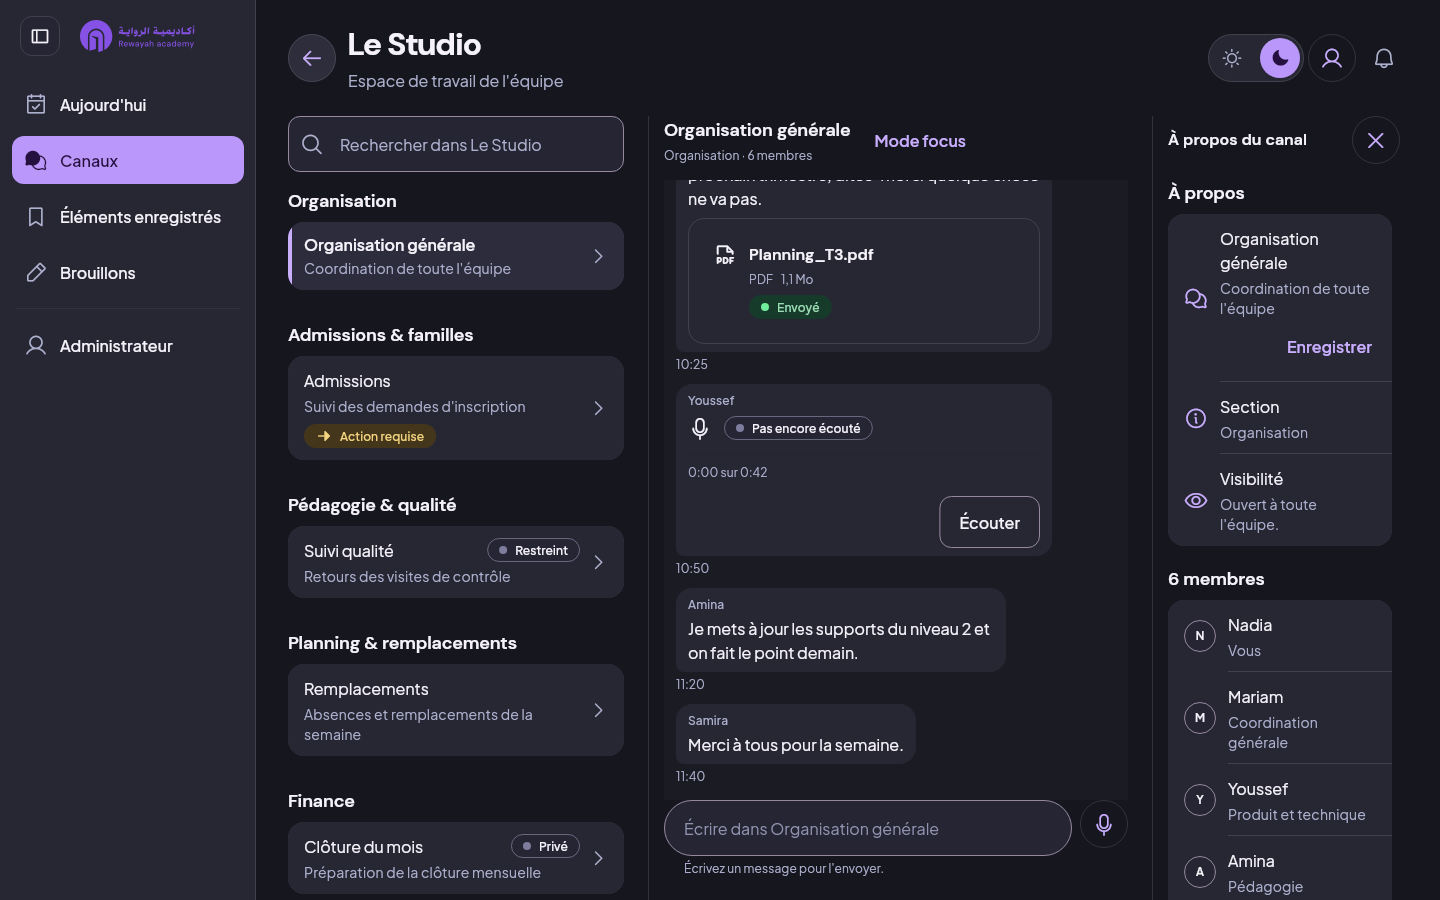 أكاديمية الرواية
Rewayah academy
Aujourd'hui
Canaux
Éléments enregistrés
Brouillons
Administrateur
Le Studio
Espace de travail de l'équipe
Rechercher dans Le Studio
Organisation
Organisation générale
Coordination de toute l'équipe
Admissions & familles
Admissions
Suivi des demandes d'inscription
Action requise
Pédagogie & qualité
Suivi qualité
Restreint
Retours des visites de contrôle
Planning & remplacements
Remplacements
Absences et remplacements de la
semaine
Finance
Clôture du mois
Privé
Préparation de la clôture mensuelle
Organisation générale
Organisation · 6 membres
Mode focus
ne va pas.
PDF
Planning_T3.pdf
PDF 1,1 Mo
Envoyé
10:25
Youssef
Pas encore écouté
0:00 sur 0:42
Écouter
10:50
Amina
Je mets à jour les supports du niveau 2 et
on fait le point demain.
11:20
Samira
Merci à tous pour la semaine.
11:40
Écrire dans Organisation générale
Écrivez un message pour l'envoyer.
À propos du canal
À propos
Organisation
générale
Coordination de toute
l'équipe
Enregistrer
Section
Organisation
Visibilité
Ouvert à toute
l'équipe.
6 membres
N
Nadia
Vous
M
Mariam
Coordination
générale
Y
Youssef
Produit et technique
A
Amina
Pédagogie